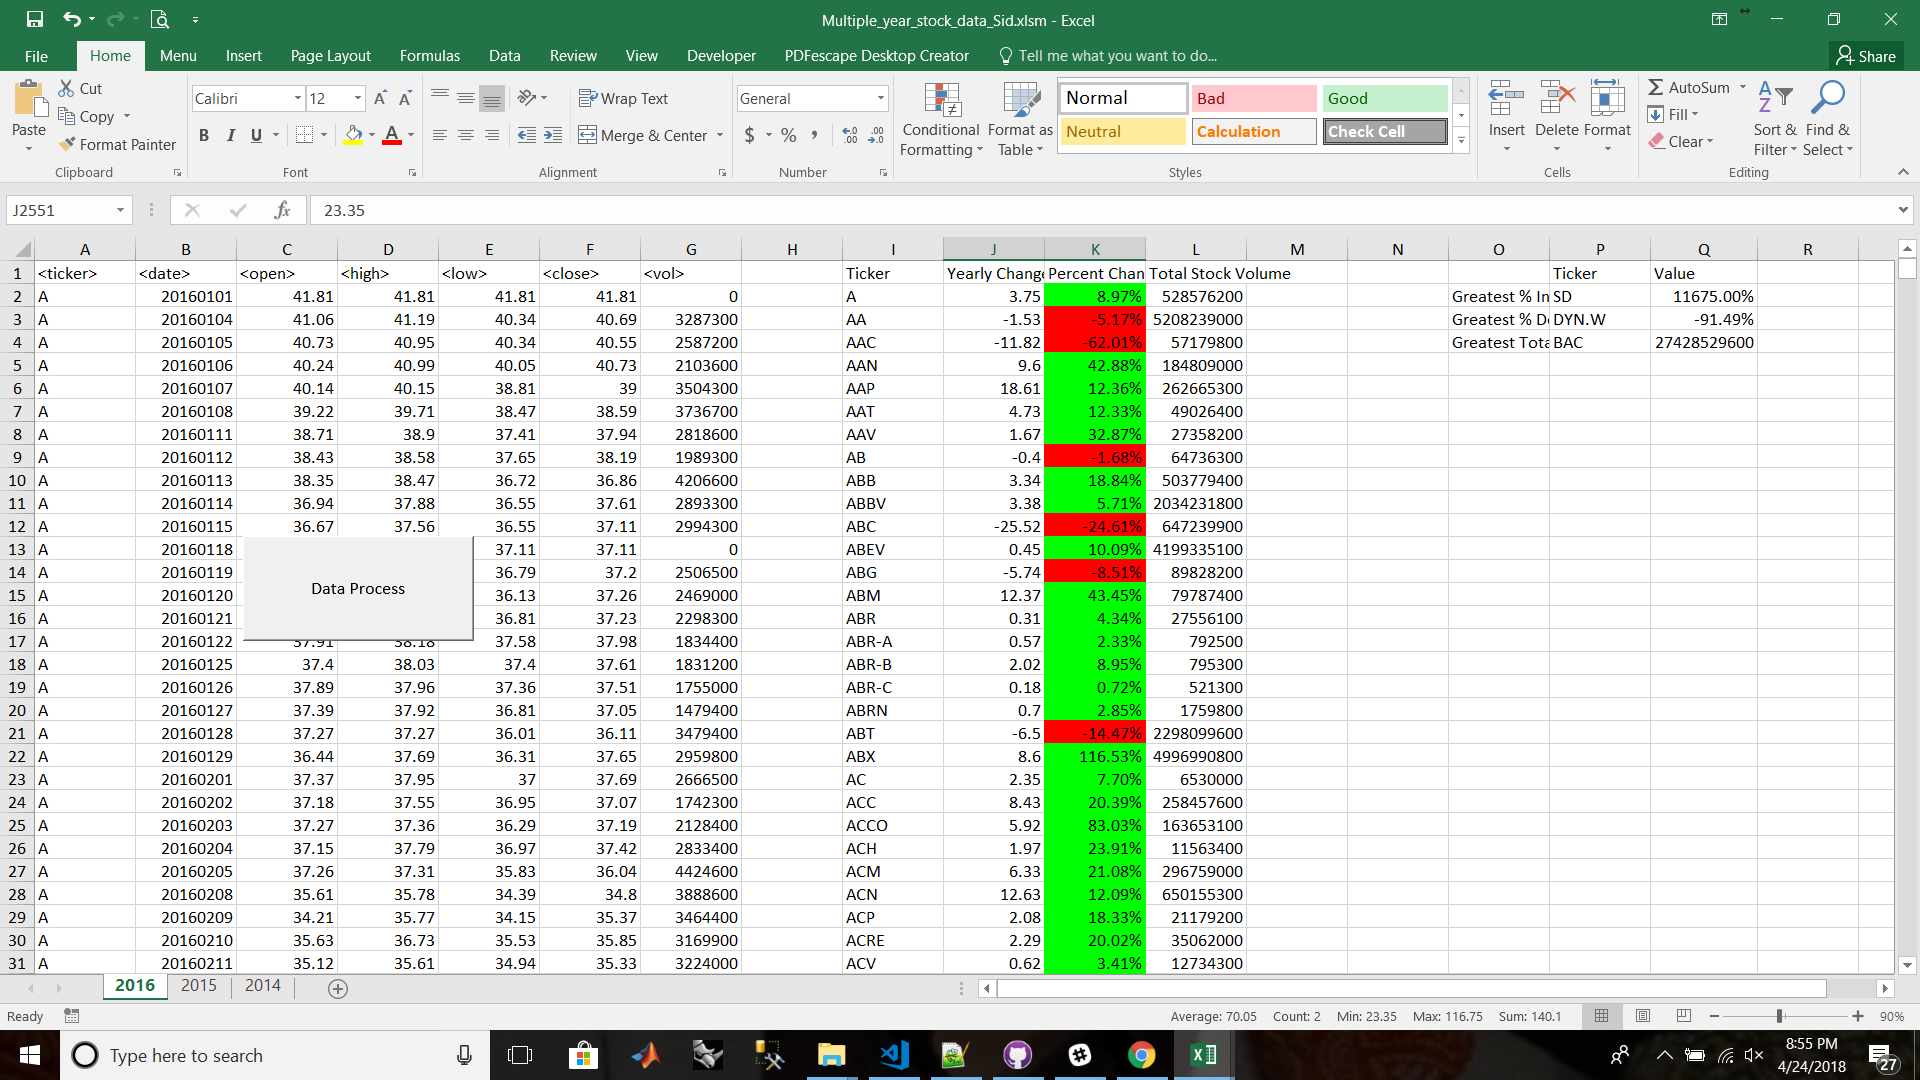 Multiple_year_stock_data_Sid.xlsm - Excel
File Home Menu Insert Page Layout Formulas Data Review View Developer PDFescape Desktop Creator Tell me what you want to do... Share
Cut
Copy
Format Painter
Paste
Calibri 12
B I U
Wrap Text
Merge & Center
General
$ % ,
Conditional Formatting
Format as Table
Normal Bad Good
Neutral Calculation Check Cell
Insert Delete Format
AutoSum
Fill
Clear
Sort & Filter
Find & Select
Clipboard Font Alignment Number Styles Cells Editing
J2551 fx 23.35
A B C D E F G H I J K L M N O P Q R
1 <ticker> <date> <open> <high> <low> <close> <vol> Ticker Yearly Change Percent Chan Total Stock Volume Ticker Value
2 A 20160101 41.81 41.81 41.81 41.81 0 A 3.75 8.97% 528576200 Greatest % In SD 11675.00%
3 A 20160104 41.06 41.19 40.34 40.69 3287300 AA -1.53 -5.17% 5208239000 Greatest % De DYN.W -91.49%
4 A 20160105 40.73 40.95 40.34 40.55 2587200 AAC -11.82 -62.01% 57179800 Greatest Tota BAC 27428529600
5 A 20160106 40.24 40.99 40.05 40.73 2103600 AAN 9.6 42.88% 184809000
6 A 20160107 40.14 40.15 38.81 39 3504300 AAP 18.61 12.36% 262665300
7 A 20160108 39.22 39.71 38.47 38.59 3736700 AAT 4.73 12.33% 49026400
8 A 20160111 38.71 38.9 37.41 37.94 2818600 AAV 1.67 32.87% 27358200
9 A 20160112 38.43 38.58 37.65 38.19 1989300 AB -0.4 -1.68% 64736300
10 A 20160113 38.35 38.47 36.72 36.86 4206600 ABB 3.34 18.84% 503779400
11 A 20160114 36.94 37.88 36.55 37.61 2893300 ABBV 3.38 5.71% 2034231800
12 A 20160115 36.67 37.56 36.55 37.11 2994300 ABC -25.52 -24.61% 647239900
13 A 20160118 37.11 37.11 0 ABEV 0.45 10.09% 4199335100
14 A 20160119 36.79 37.2 2506500 ABG -5.74 -8.51% 89828200
Data Process
15 A 20160120 36.13 37.26 2469000 ABM 12.37 43.45% 79787400
16 A 20160121 36.81 37.23 2298300 ABR 0.31 4.34% 27556100
17 A 20160122 37.91 38.18 37.58 37.98 1834400 ABR-A 0.57 2.33% 792500
18 A 20160125 37.4 38.03 37.4 37.61 1831200 ABR-B 2.02 8.95% 795300
19 A 20160126 37.89 37.96 37.36 37.51 1755000 ABR-C 0.18 0.72% 521300
20 A 20160127 37.39 37.92 36.81 37.05 1479400 ABRN 0.7 2.85% 1759800
21 A 20160128 37.27 37.27 36.01 36.11 3479400 ABT -6.5 -14.47% 2298099600
22 A 20160129 36.44 37.69 36.31 37.65 2959800 ABX 8.6 116.53% 4996990800
23 A 20160201 37.37 37.95 37 37.69 2666500 AC 2.35 7.70% 6530000
24 A 20160202 37.18 37.55 36.95 37.07 1742300 ACC 8.43 20.39% 258457600
25 A 20160203 37.27 37.36 36.29 37.19 2128400 ACCO 5.92 83.03% 163653100
26 A 20160204 37.15 37.79 36.97 37.42 2833400 ACH 1.97 23.91% 11563400
27 A 20160205 37.26 37.31 35.83 36.04 4424600 ACM 6.33 21.08% 296759000
28 A 20160208 35.61 35.78 34.39 34.8 3888600 ACN 12.63 12.09% 650155300
29 A 20160209 34.21 35.77 34.15 35.37 3464400 ACP 2.08 18.33% 21179200
30 A 20160210 35.63 36.73 35.53 35.85 3169900 ACRE 2.29 20.02% 35062000
31 A 20160211 35.12 35.61 34.94 35.33 3224000 ACV 0.62 3.41% 12734300
2016 2015 2014
Ready Average: 70.05 Count: 2 Min: 23.35 Max: 116.75 Sum: 140.1 90%
Type here to search
8:55 PM
4/24/2018
27